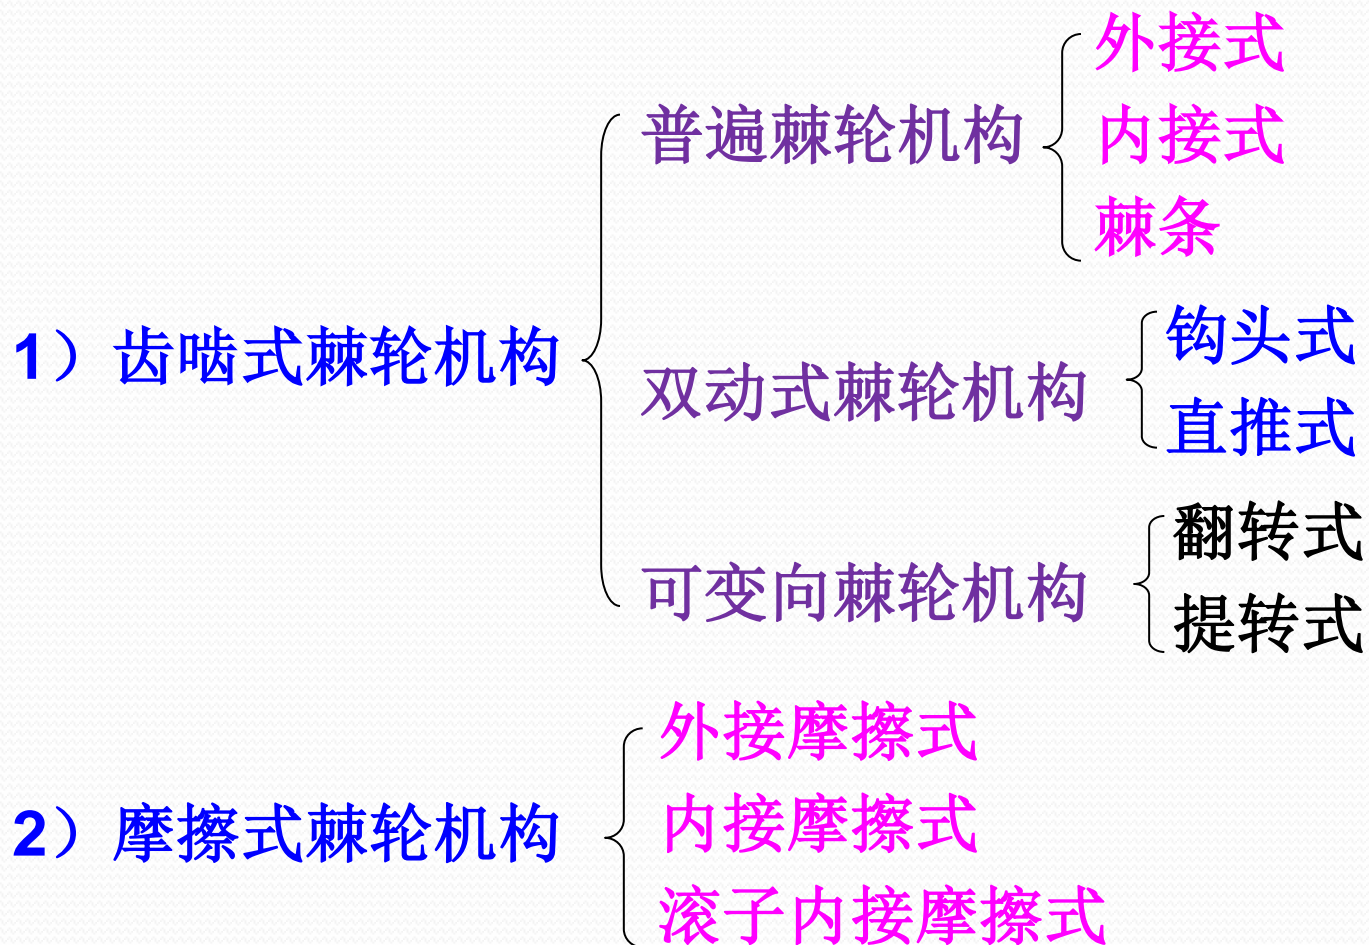 外接式
普遍棘轮机构
内接式
棘条
1）齿啮式棘轮机构
钩头式
双动式棘轮机构
直推式
翻转式
可变向棘轮机构
提转式
外接摩擦式
2）摩擦式棘轮机构
内接摩擦式
滚子内接摩擦式